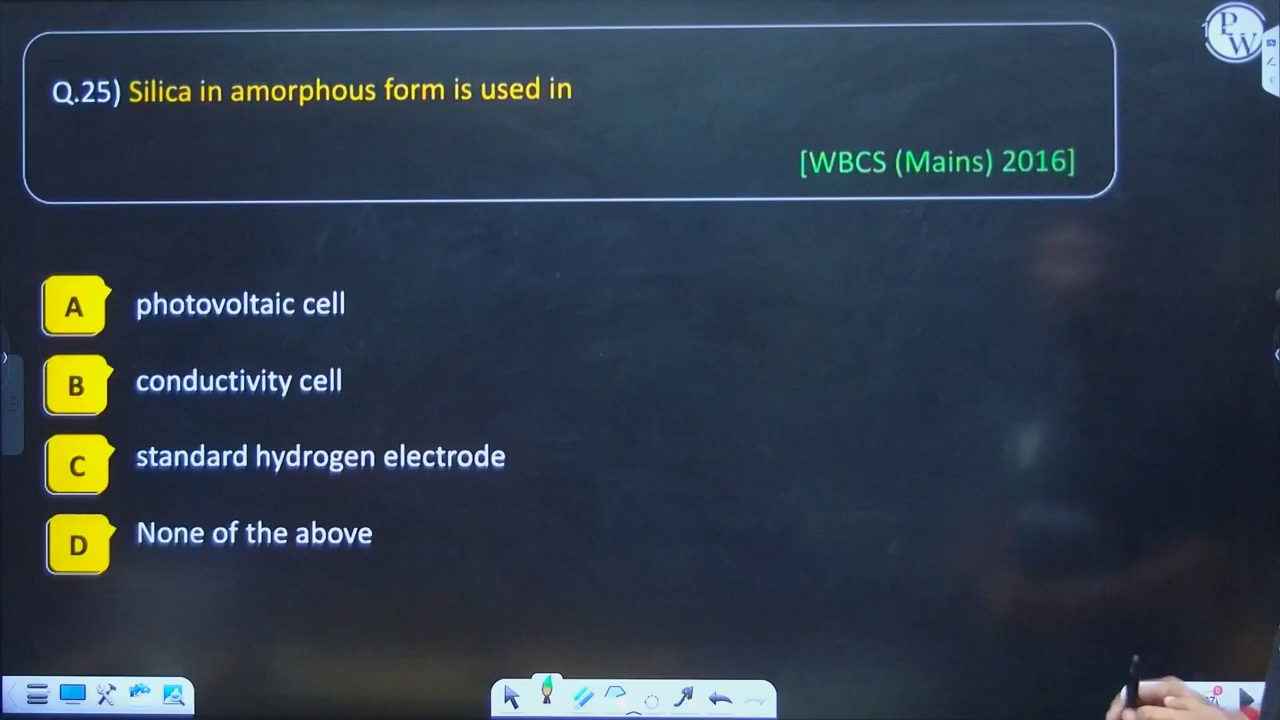 PW
Q.25) Silica in amorphous form is used in
[WBCS (Mains) 2016]
A photovoltaic cell
B conductivity cell
C standard hydrogen electrode
D None of the above